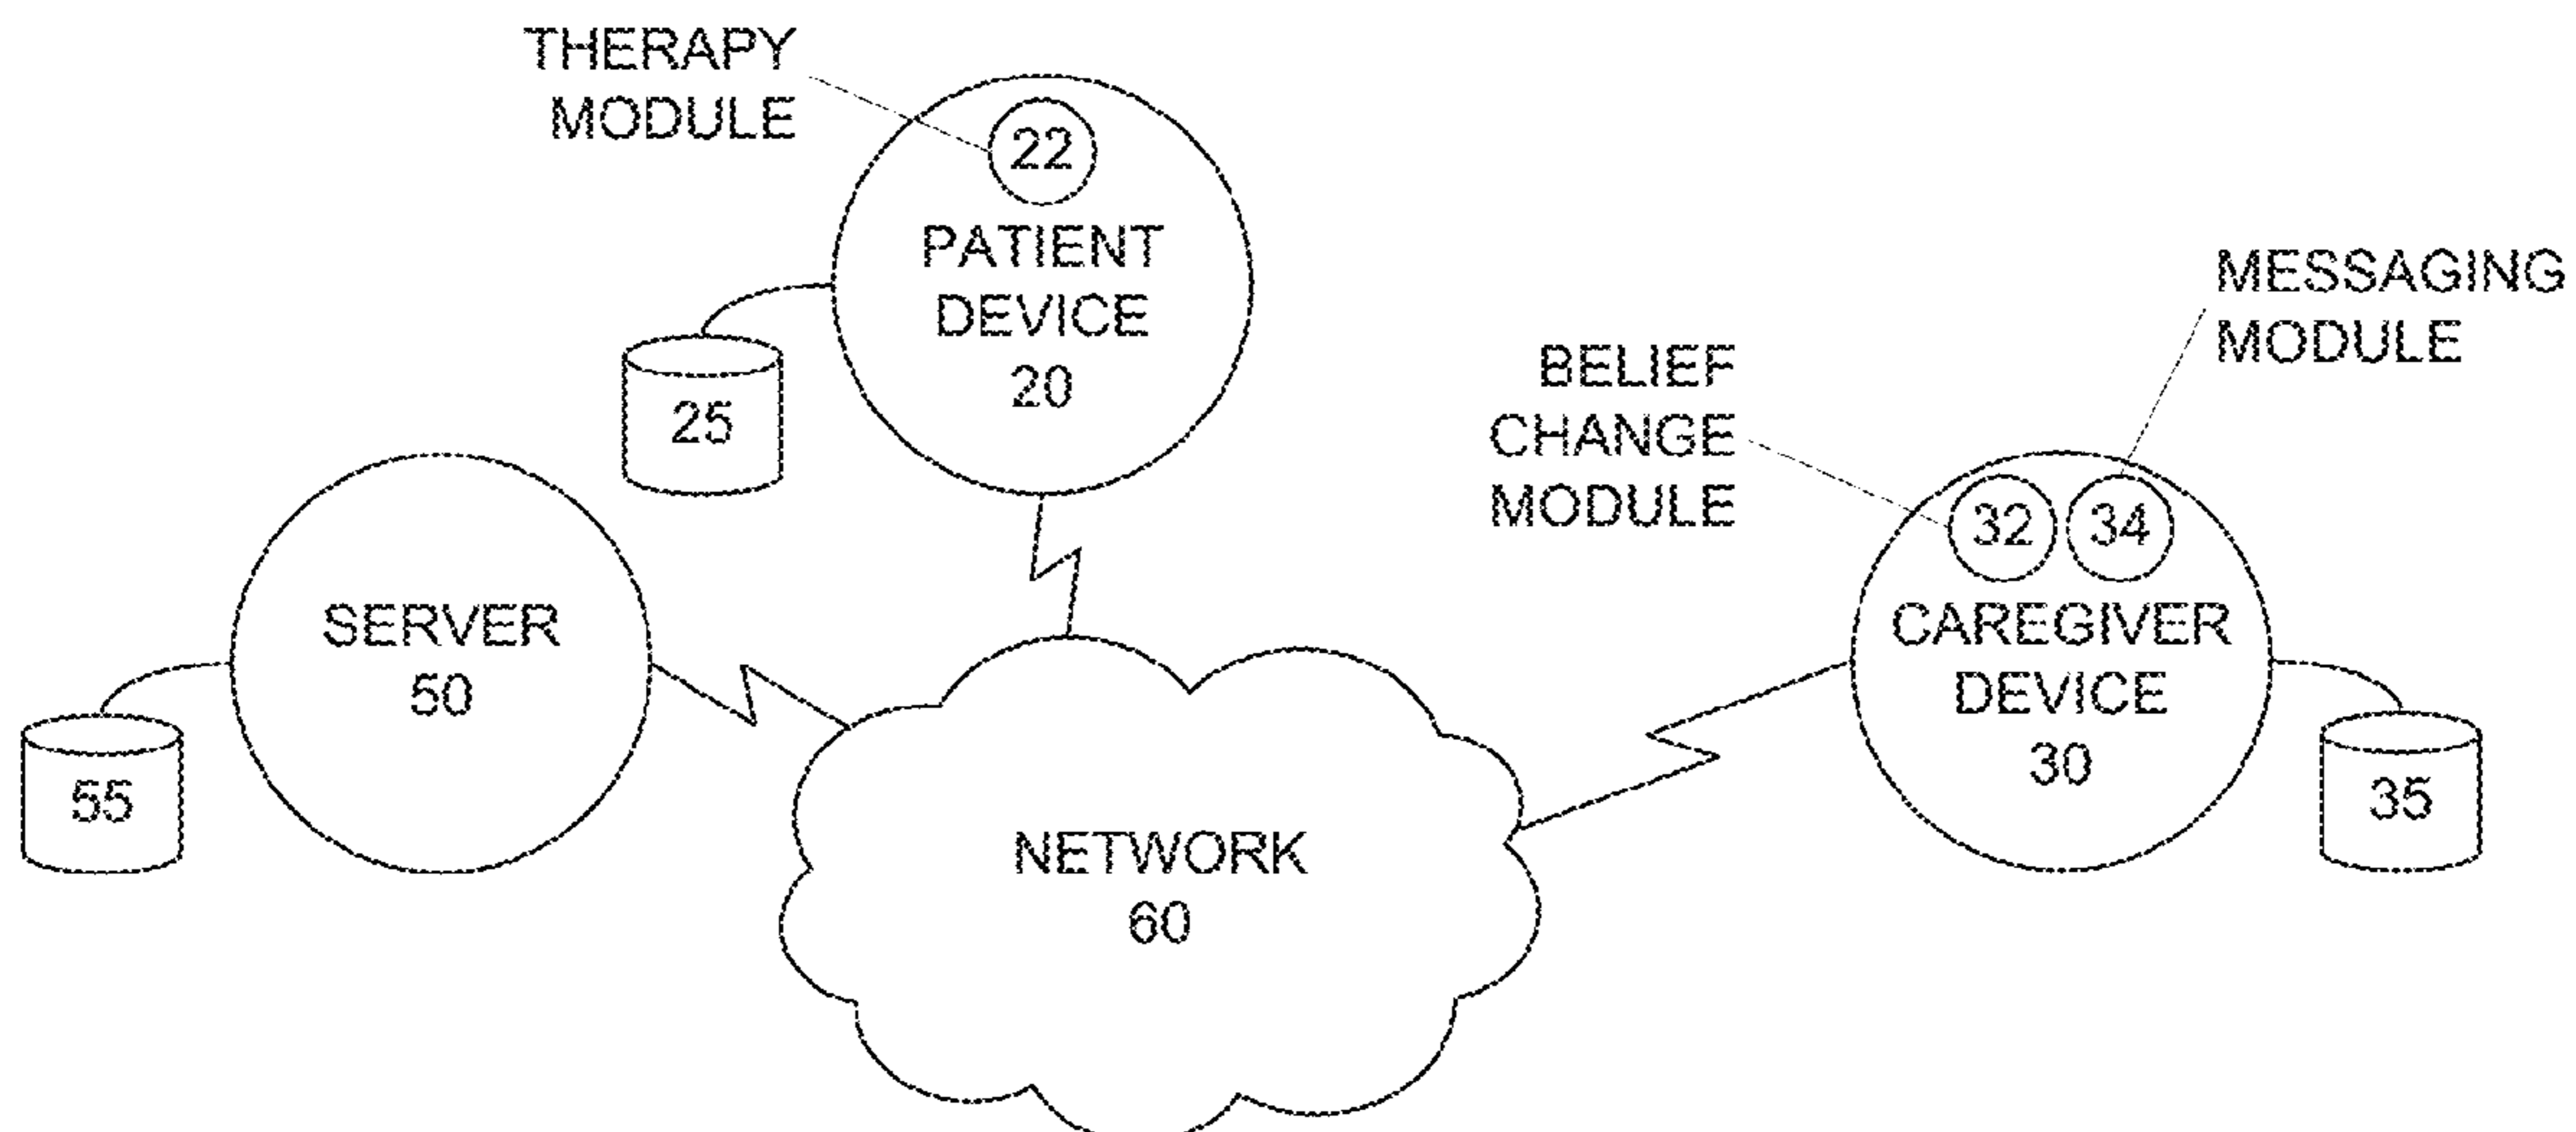 THERAPY
MODULE
22
PATIENT
DEVICE
20
25
MESSAGING
MODULE
BELIEF
CHANGE
MODULE
32 34
CAREGIVER
DEVICE
30
35
SERVER
50
55
NETWORK
60